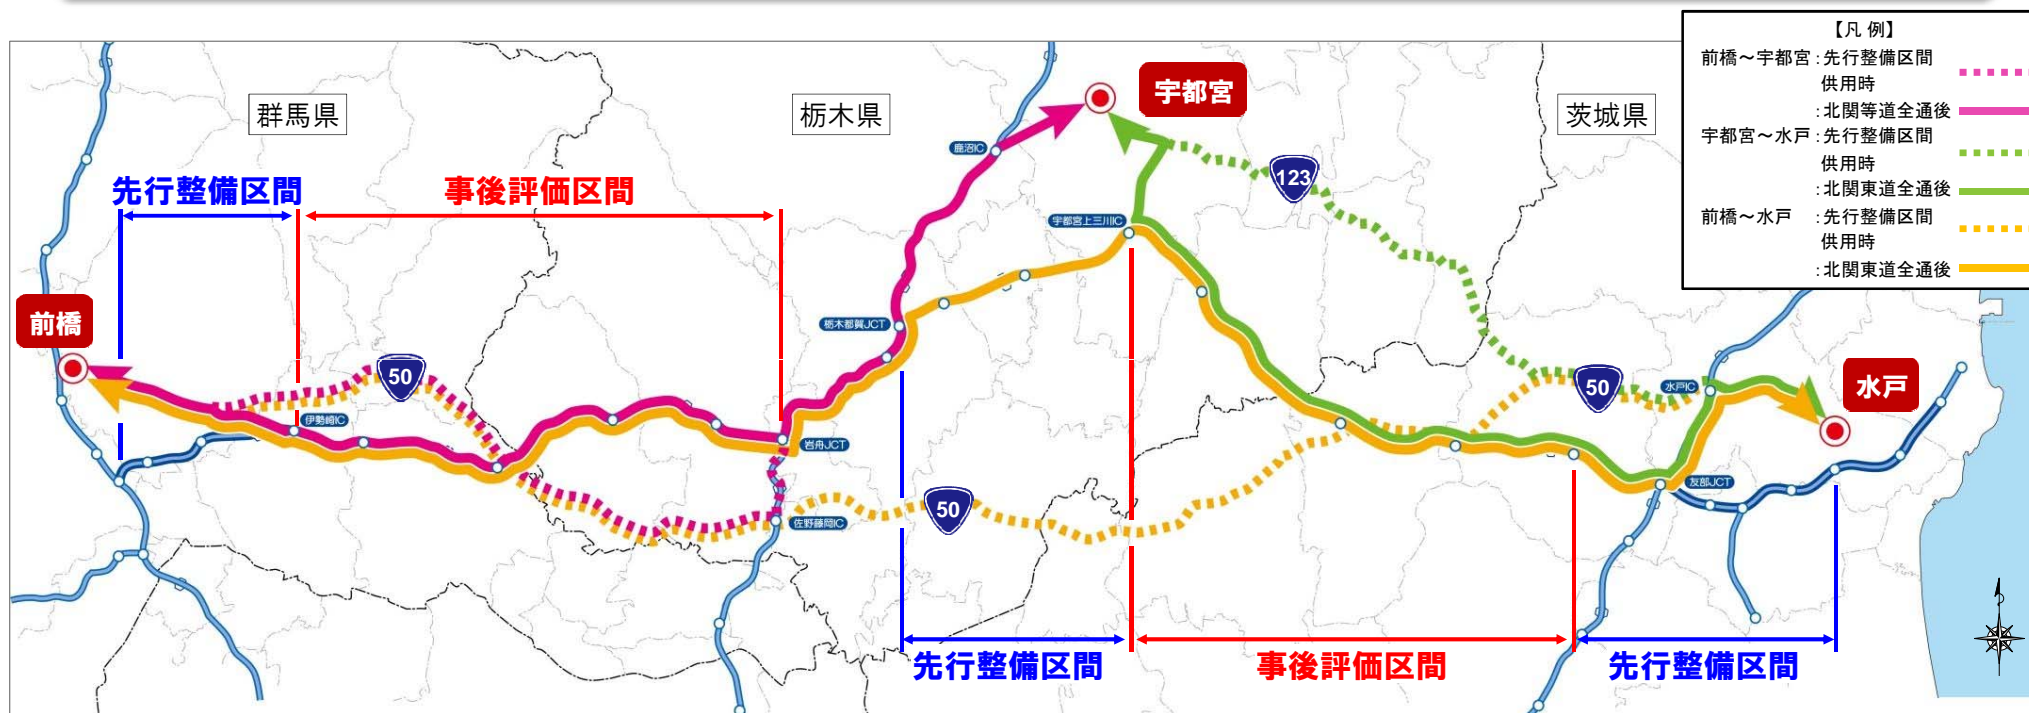 【凡 例】
前橋～宇都宮：先行整備区間
供用時
：北関等道全通後
宇都宮～水戸：先行整備区間
供用時
：北関東道全通後
前橋～水戸　：先行整備区間
供用時
：北関東道全通後
群馬県
栃木県
茨城県
宇都宮
鹿沼IC
123
先行整備区間
事後評価区間
宇都宮上三川IC
前橋
栃木都賀JCT
50
50
水戸IC
水戸
伊勢崎IC
岩舟JCT
友部JCT
50
佐野藤岡IC
先行整備区間
事後評価区間
先行整備区間